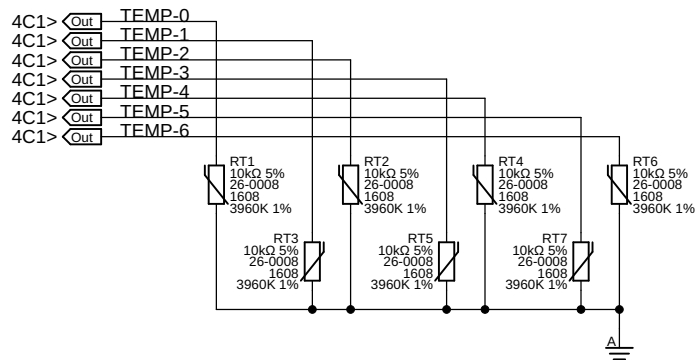 4C1> Out TEMP-0
4C1> Out TEMP-1
4C1> Out TEMP-2
4C1> Out TEMP-3
4C1> Out TEMP-4
4C1> Out TEMP-5
4C1> Out TEMP-6
RT1
10kΩ 5%
26-0008
1608
3960K 1%
RT2
10kΩ 5%
26-0008
1608
3960K 1%
RT4
10kΩ 5%
26-0008
1608
3960K 1%
RT6
10kΩ 5%
26-0008
1608
3960K 1%
RT3
10kΩ 5%
26-0008
1608
3960K 1%
RT5
10kΩ 5%
26-0008
1608
3960K 1%
RT7
10kΩ 5%
26-0008
1608
3960K 1%
A